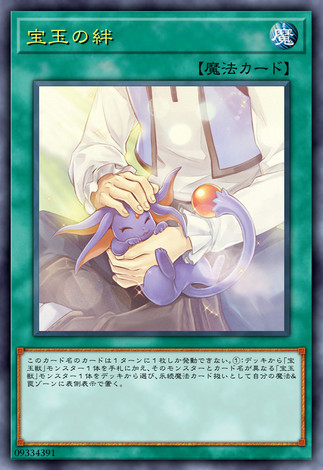 宝玉の絆
魔
【魔法カード】
このカード名のカードは１ターンに１枚しか発動できない。①：デッキから「宝
玉獣」モンスター１体を手札に加え、そのモンスターとカード名が異なる「宝玉
獣」モンスター１体をデッキから選び、永続魔法カード扱いとして自分の魔法&
罠ゾーンに表側表示で置く。
09334391